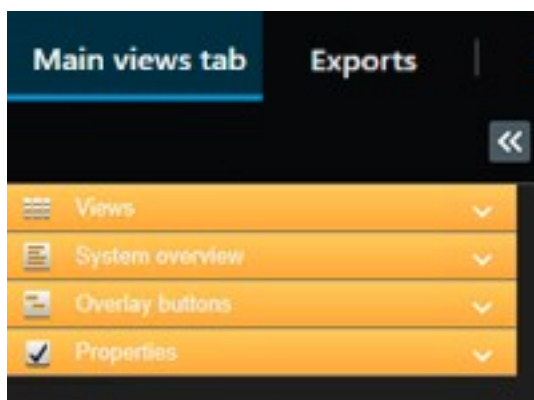 Main views tab Exports
Views
System overview
Overlay buttons
Properties